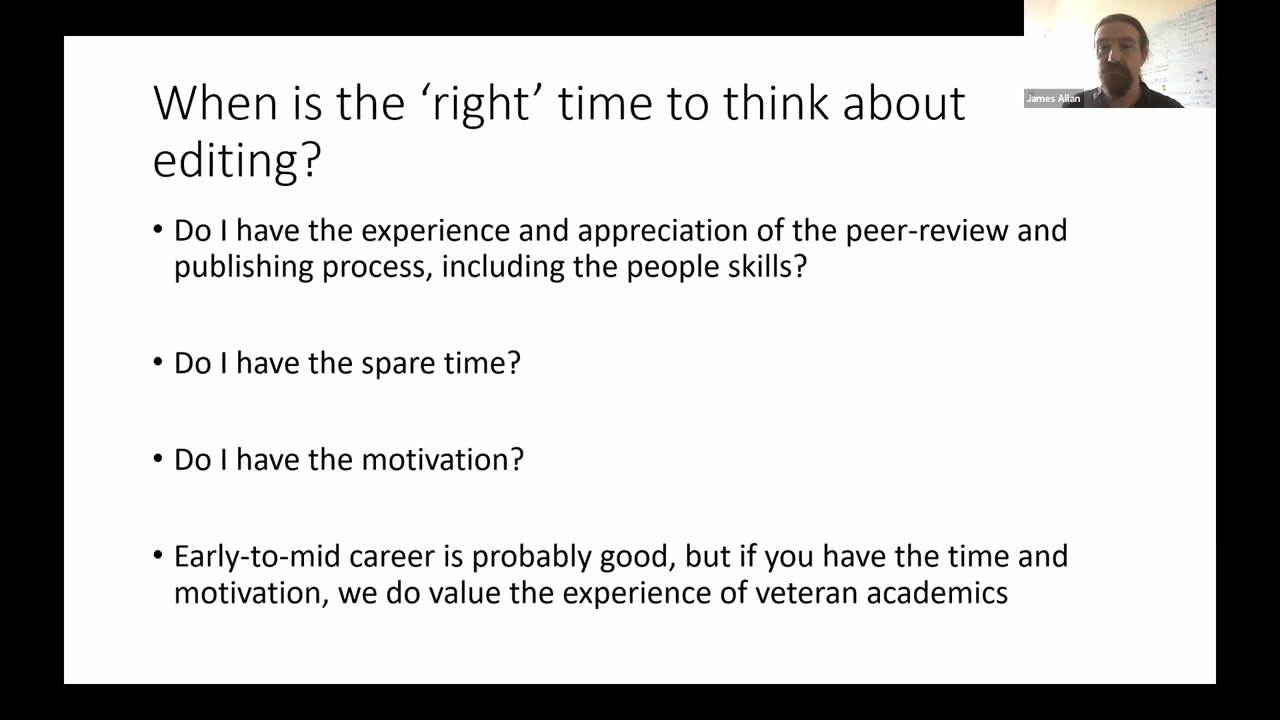 When is the ‘right’ time to think about
editing?
• Do I have the experience and appreciation of the peer-review and
publishing process, including the people skills?
• Do I have the spare time?
• Do I have the motivation?
• Early-to-mid career is probably good, but if you have the time and
motivation, we do value the experience of veteran academics
James Allan